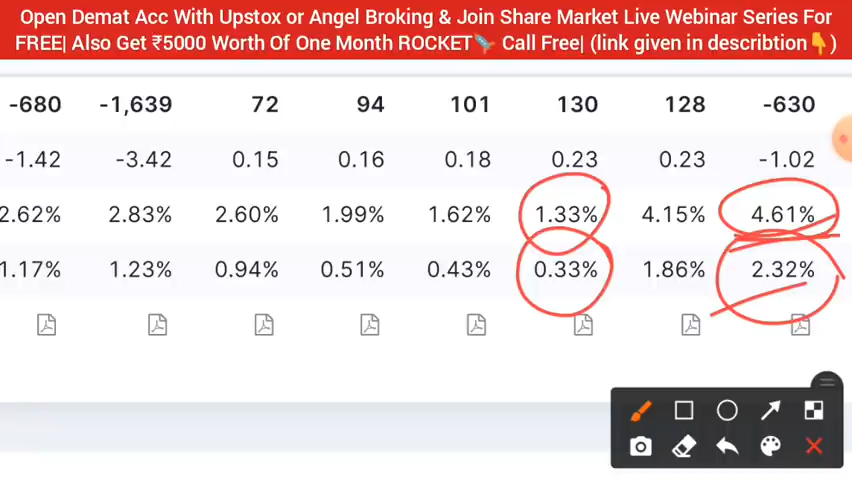 Open Demat Acc With Upstox or Angel Broking & Join Share Market Live Webinar Series For
FREE| Also Get ₹5000 Worth Of One Month ROCKET🚀 Call Free| (link given in describtion👇)
-680 -1,639 72 94 101 130 128 -630
-1.42 -3.42 0.15 0.16 0.18 0.23 0.23 -1.02
2.62% 2.83% 2.60% 1.99% 1.62% 1.33% 4.15% 4.61%
1.17% 1.23% 0.94% 0.51% 0.43% 0.33% 1.86% 2.32%